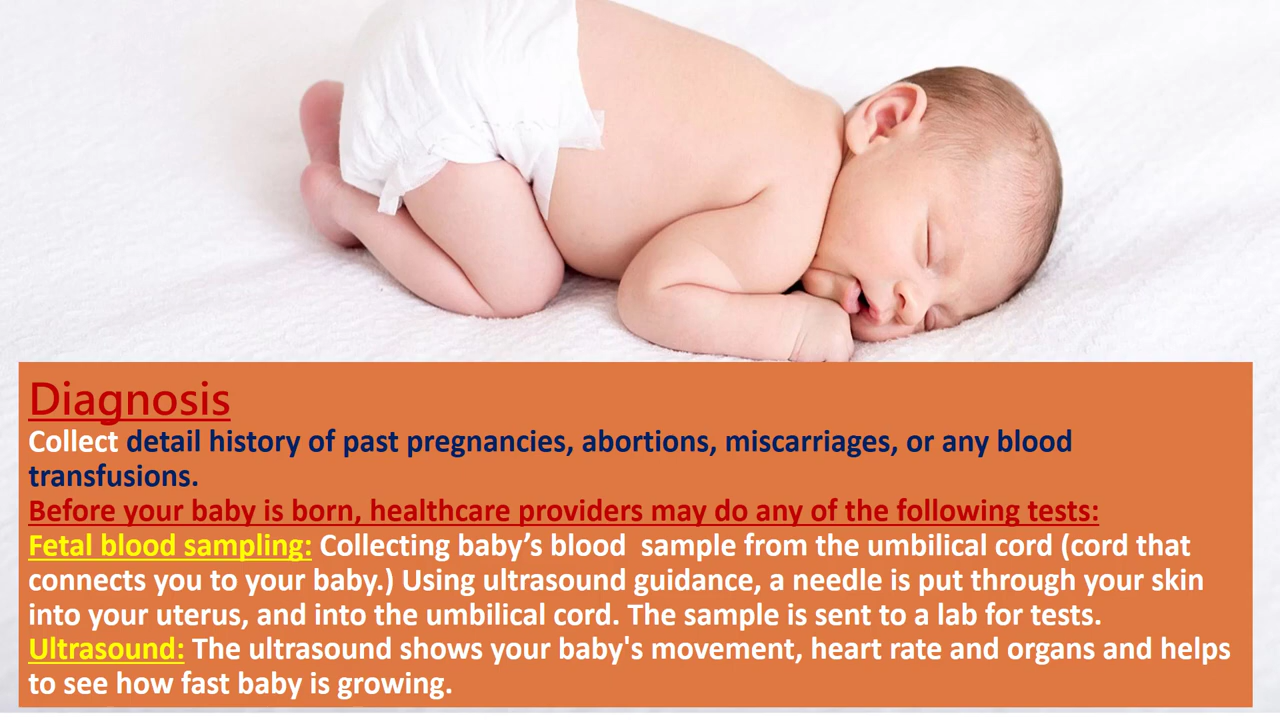 Diagnosis
Collect detail history of past pregnancies, abortions, miscarriages, or any blood
transfusions.
Before your baby is born, healthcare providers may do any of the following tests:
Fetal blood sampling: Collecting baby’s blood  sample from the umbilical cord (cord that
connects you to your baby.) Using ultrasound guidance, a needle is put through your skin
into your uterus, and into the umbilical cord. The sample is sent to a lab for tests.
Ultrasound: The ultrasound shows your baby's movement, heart rate and organs and helps
to see how fast baby is growing.